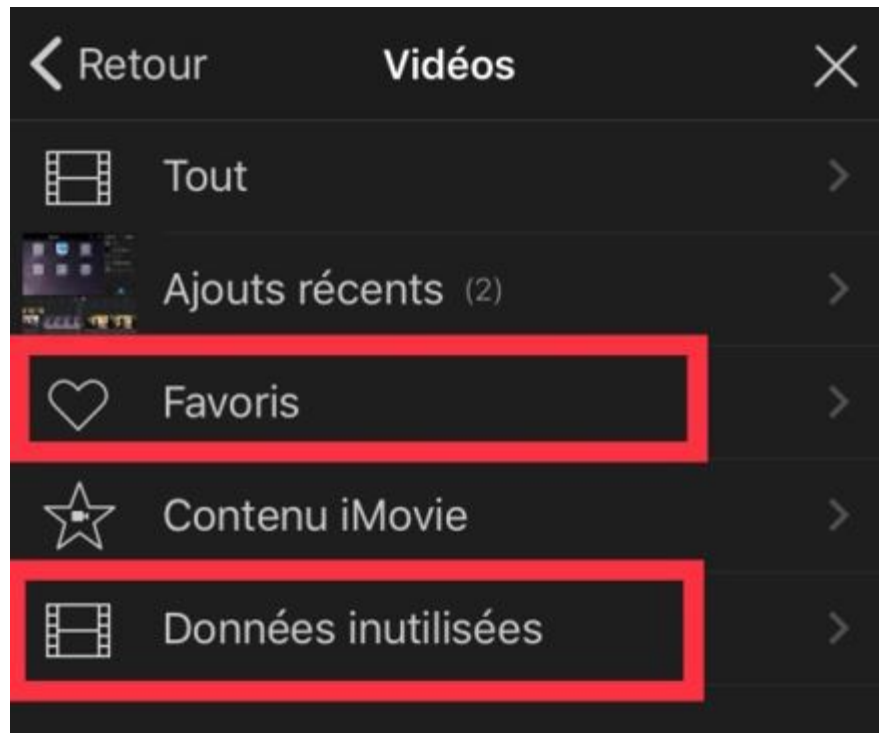 Retour Vidéos
Tout
Ajouts récents (2)
Favoris
Contenu iMovie
Données inutilisées